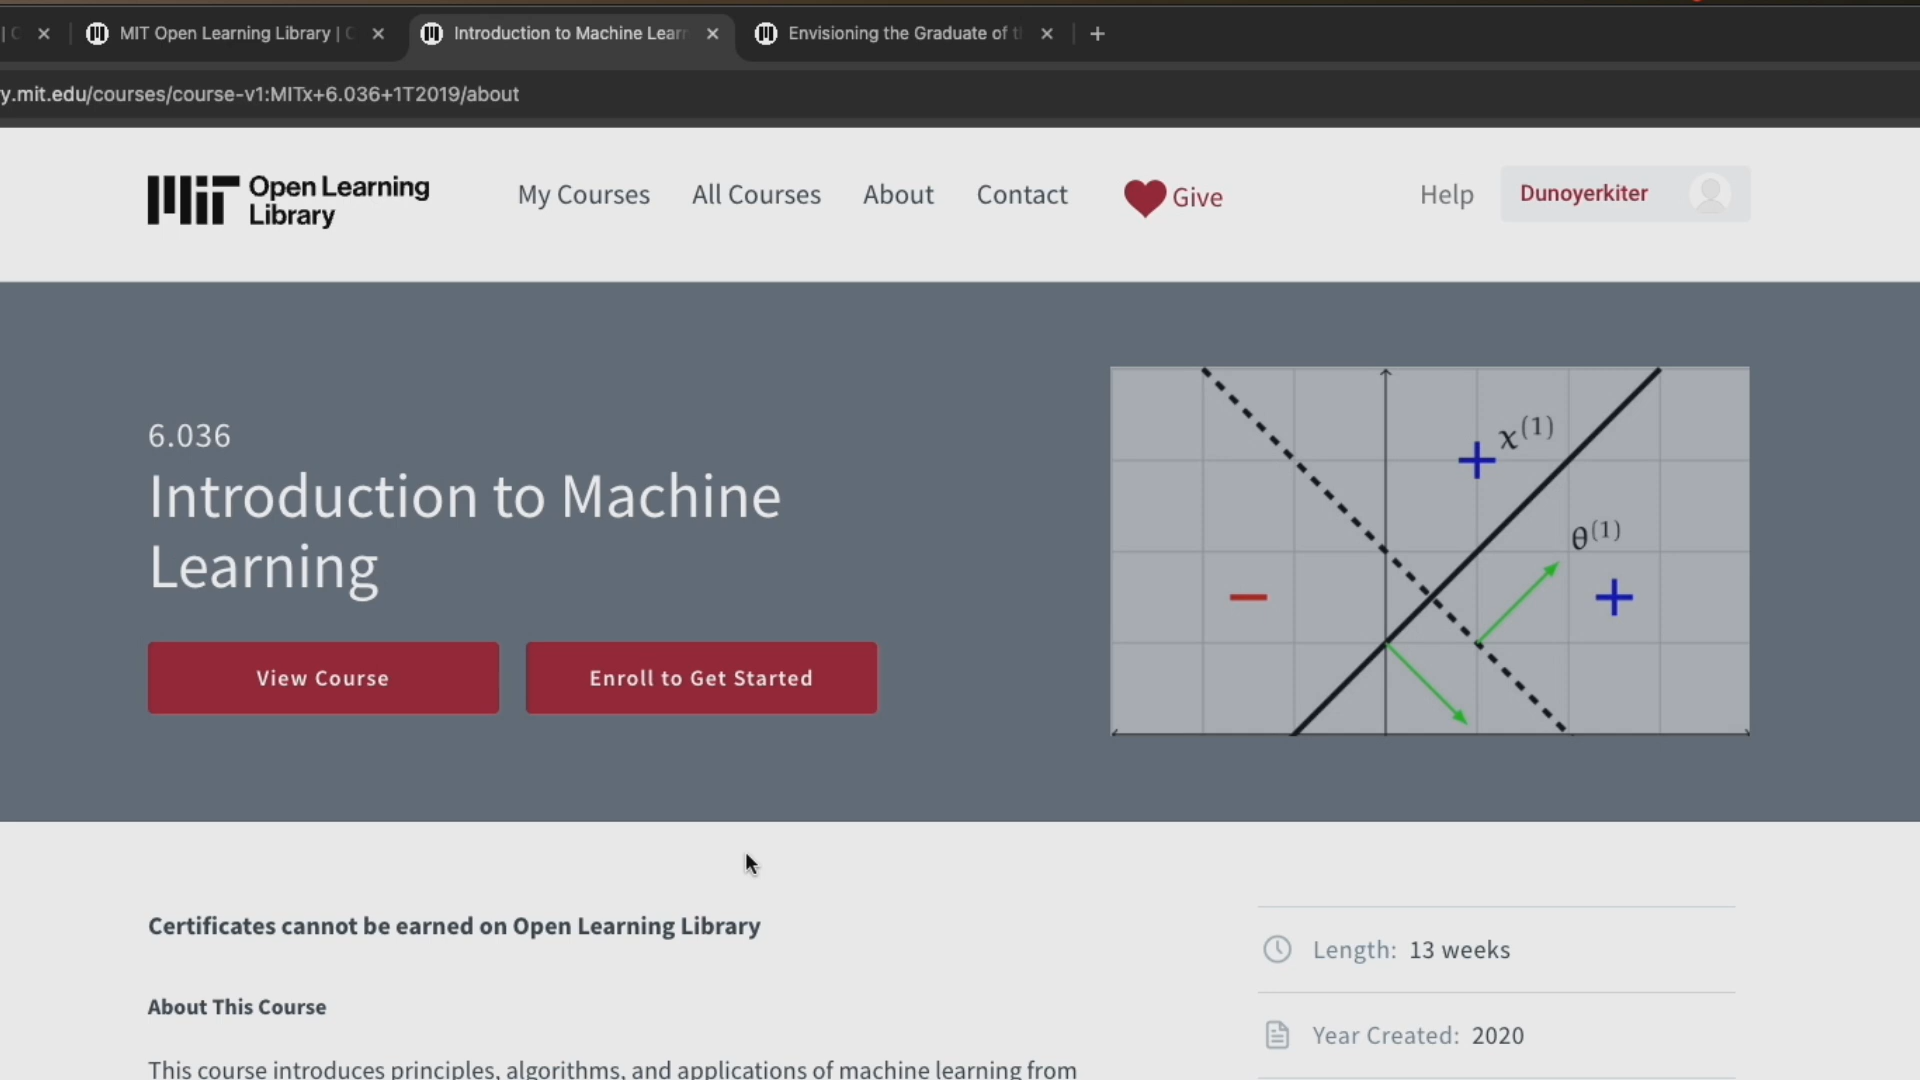 MIT Open Learning Library |
Introduction to Machine Lear
Envisioning the Graduate of t
y.mit.edu/courses/course-v1:MITx+6.036+1T2019/about
MIT Open Learning
Library
My Courses
All Courses
About
Contact
Give
Help
Dunoyerkiter
6.036
Introduction to Machine
Learning
View Course
Enroll to Get Started
x(1)
θ(1)
Certificates cannot be earned on Open Learning Library
Length: 13 weeks
About This Course
Year Created: 2020
This course introduces principles, algorithms, and applications of machine learning from